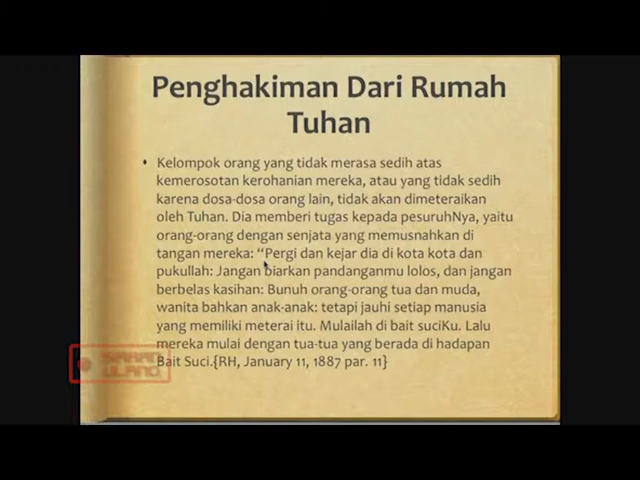 Penghakiman Dari Rumah
Tuhan
• Kelompok orang yang tidak merasa sedih atas
kemerosotan kerohanian mereka, atau yang tidak sedih
karena dosa-dosa orang lain, tidak akan dimeteraikan
oleh Tuhan. Dia memberi tugas kepada pesuruhNya, yaitu
orang-orang dengan senjata yang memusnahkan di
tangan mereka: “Pergi dan kejar dia di kota kota dan
pukullah: Jangan biarkan pandanganmu lolos, dan jangan
berbelas kasihan: Bunuh orang-orang tua dan muda,
wanita bahkan anak-anak: tetapi jauhi setiap manusia
yang memiliki meterai itu. Mulailah di bait suciKu. Lalu
mereka mulai dengan tua-tua yang berada di hadapan
Bait Suci.{RH, January 11, 1887 par. 11}
SIARAN
ULANG